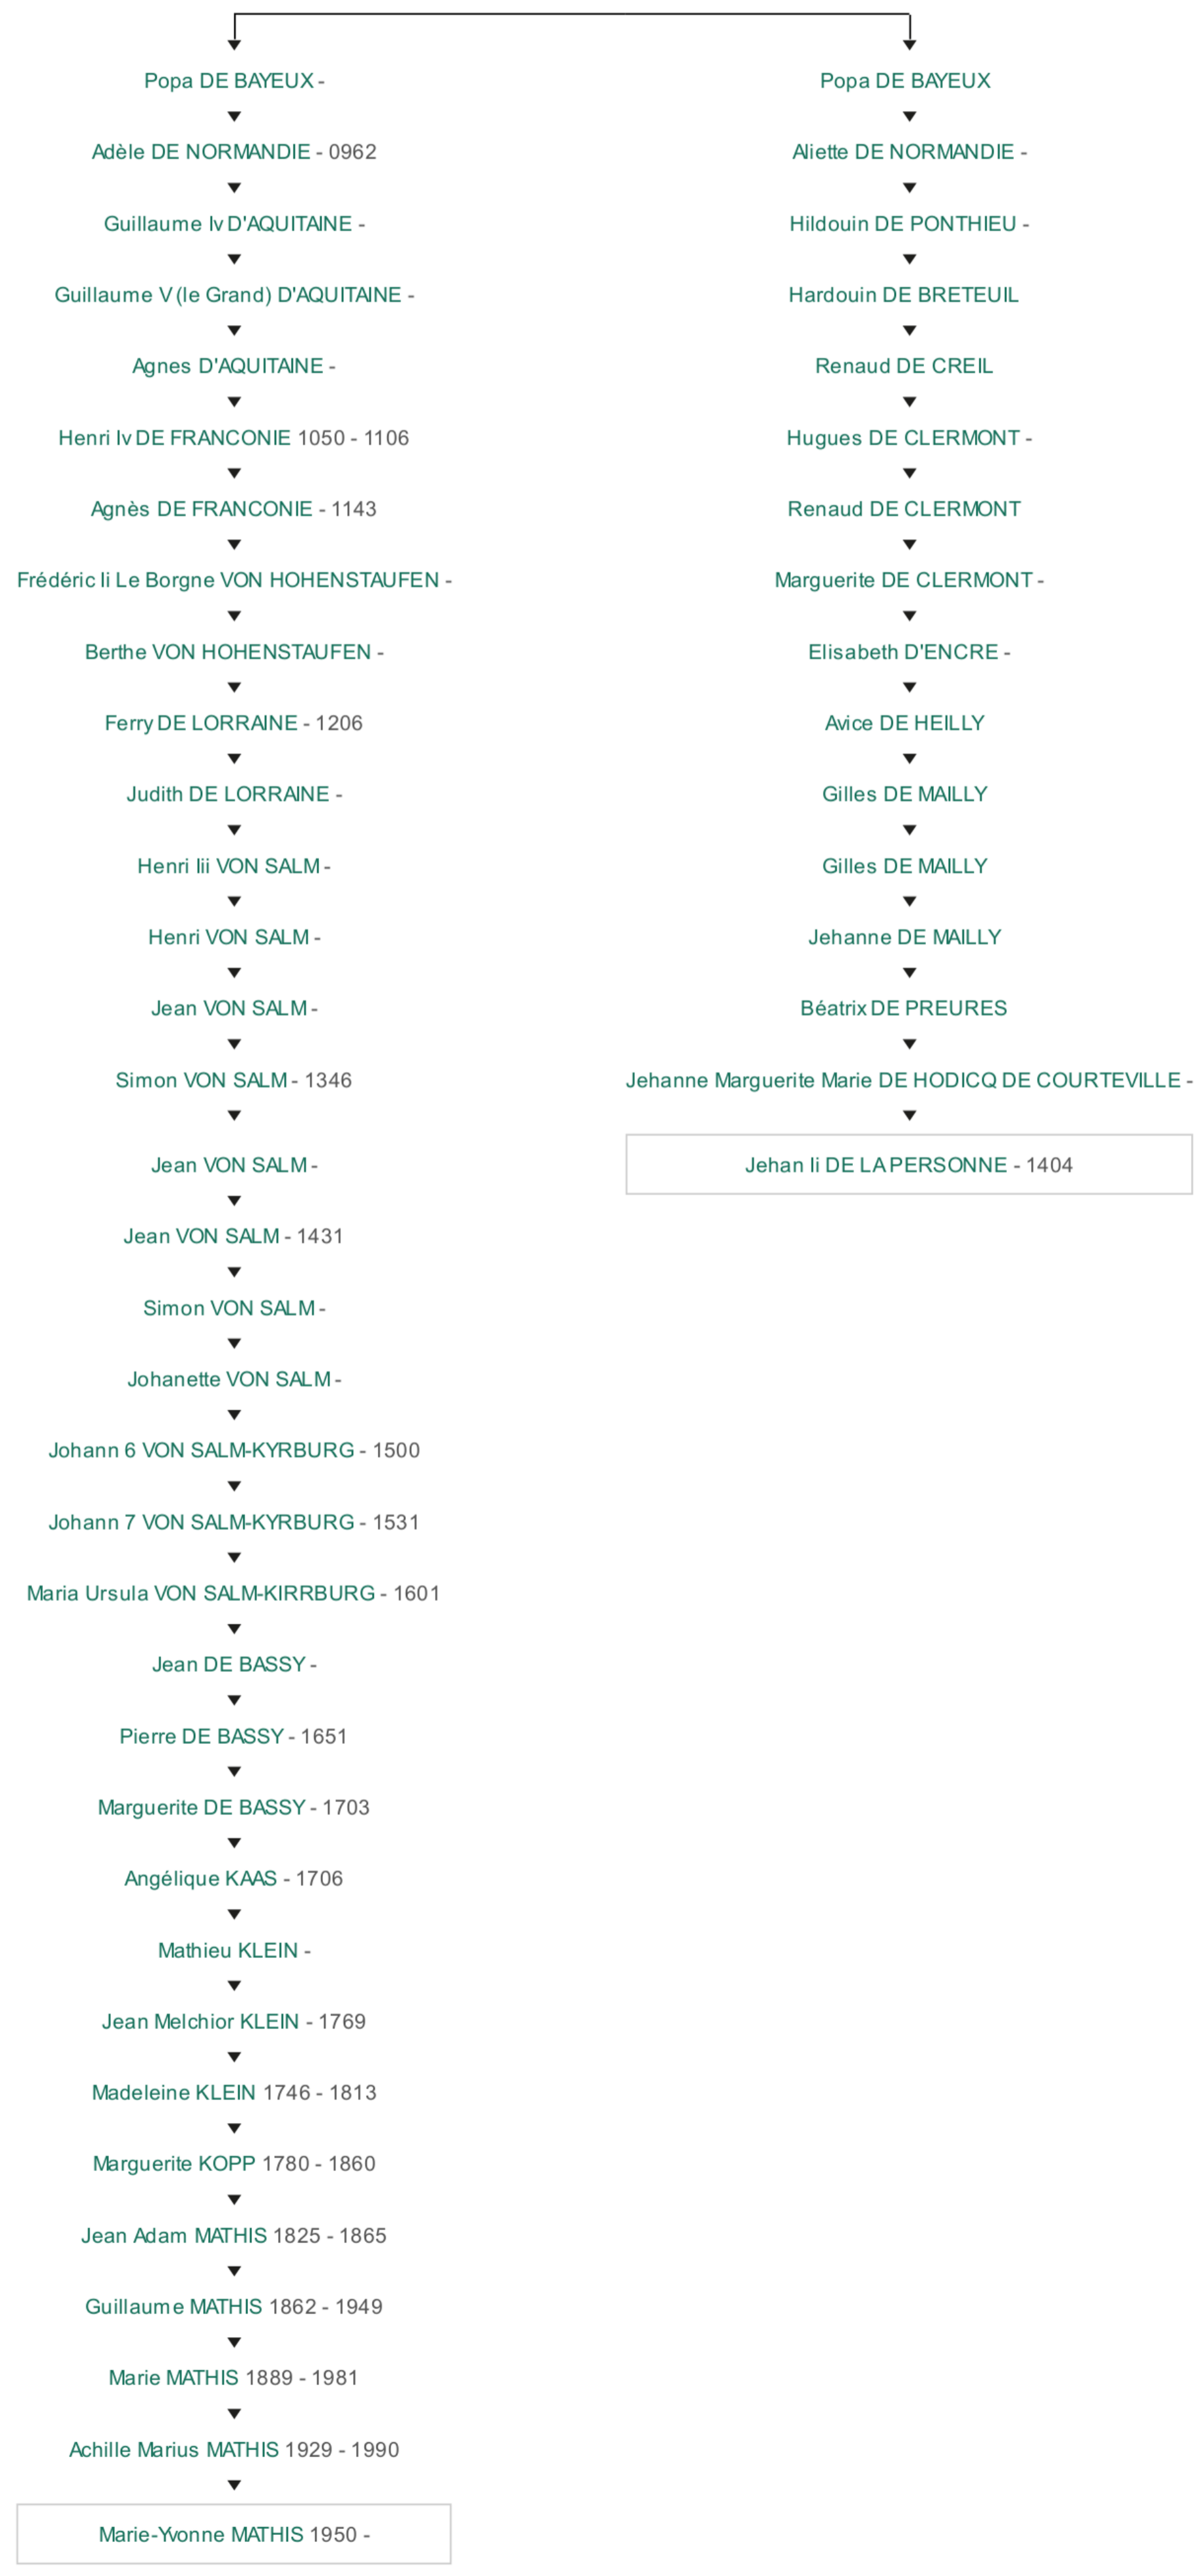 Popa DE BAYEUX -
Adèle DE NORMANDIE - 0962
Guillaume Iv D'AQUITAINE -
Guillaume V (le Grand) D'AQUITAINE -
Agnes D'AQUITAINE -
Henri Iv DE FRANCONIE 1050 - 1106
Agnès DE FRANCONIE - 1143
Frédéric Ii Le Borgne VON HOHENSTAUFEN -
Berthe VON HOHENSTAUFEN -
Ferry DE LORRAINE - 1206
Judith DE LORRAINE -
Henri Iii VON SALM -
Henri VON SALM -
Jean VON SALM -
Simon VON SALM - 1346
Jean VON SALM -
Jean VON SALM - 1431
Simon VON SALM -
Johanette VON SALM -
Johann 6 VON SALM-KYRBURG - 1500
Johann 7 VON SALM-KYRBURG - 1531
Maria Ursula VON SALM-KIRRBURG - 1601
Jean DE BASSY -
Pierre DE BASSY - 1651
Marguerite DE BASSY - 1703
Angélique KAAS - 1706
Mathieu KLEIN -
Jean Melchior KLEIN - 1769
Madeleine KLEIN 1746 - 1813
Marguerite KOPP 1780 - 1860
Jean Adam MATHIS 1825 - 1865
Guillaume MATHIS 1862 - 1949
Marie MATHIS 1889 - 1981
Achille Marius MATHIS 1929 - 1990
Marie-Yvonne MATHIS 1950 -
Popa DE BAYEUX
Aliette DE NORMANDIE -
Hildouin DE PONTHIEU -
Hardouin DE BRETEUIL
Renaud DE CREIL
Hugues DE CLERMONT -
Renaud DE CLERMONT
Marguerite DE CLERMONT -
Elisabeth D'ENCRE -
Avice DE HEILLY
Gilles DE MAILLY
Gilles DE MAILLY
Jehanne DE MAILLY
Béatrix DE PREURES
Jehanne Marguerite Marie DE HODICQ DE COURTEVILLE -
Jehan Ii DE LA PERSONNE - 1404